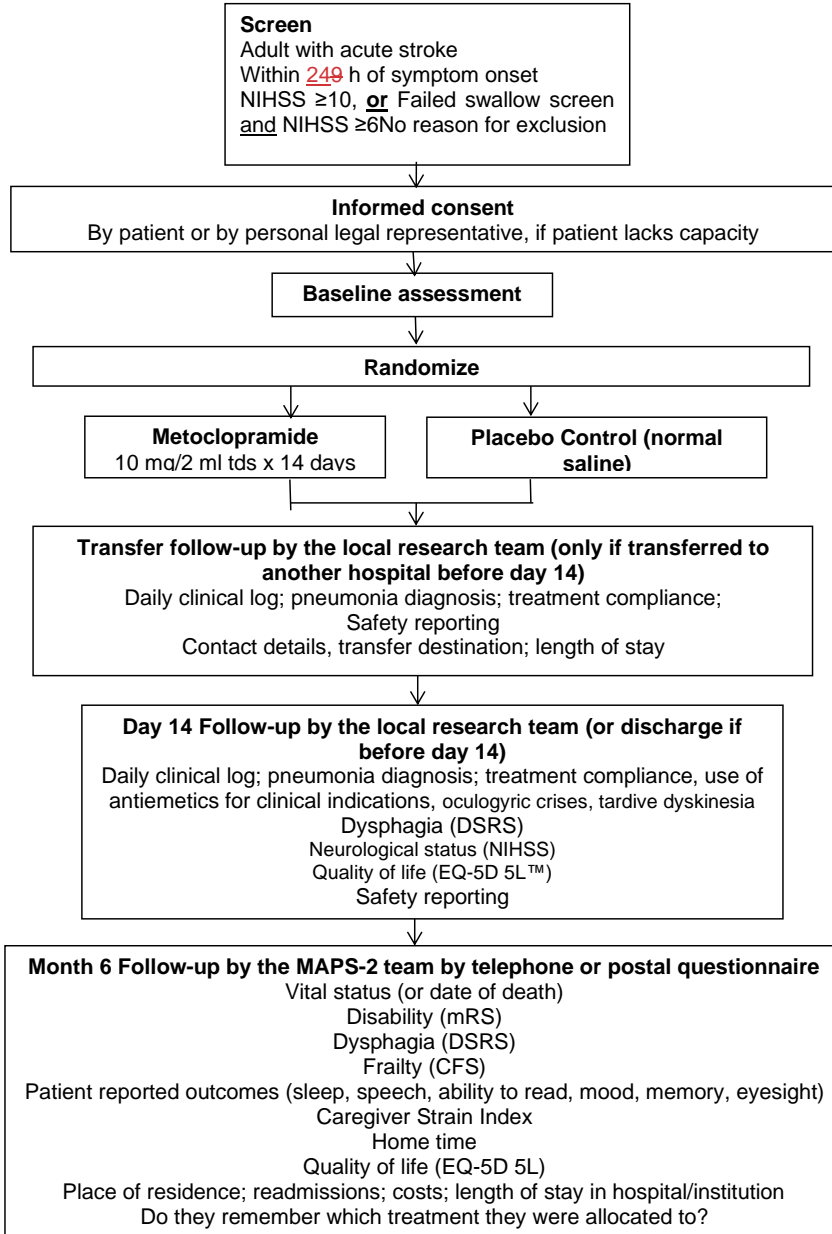 Screen
Adult with acute stroke
Within 249 h of symptom onset
NIHSS ≥10, or Failed swallow screen
and NIHSS ≥6No reason for exclusion
Informed consent
By patient or by personal legal representative, if patient lacks capacity
Baseline assessment
Randomize
Metoclopramide
10 mg/2 ml tds x 14 days
Placebo Control (normal
saline)
Transfer follow-up by the local research team (only if transferred to
another hospital before day 14)
Daily clinical log; pneumonia diagnosis; treatment compliance;
Safety reporting
Contact details, transfer destination; length of stay
Day 14 Follow-up by the local research team (or discharge if
before day 14)
Daily clinical log; pneumonia diagnosis; treatment compliance, use of
antiemetics for clinical indications, oculogyric crises, tardive dyskinesia
Dysphagia (DSRS)
Neurological status (NIHSS)
Quality of life (EQ-5D 5L™)
Safety reporting
Month 6 Follow-up by the MAPS-2 team by telephone or postal questionnaire
Vital status (or date of death)
Disability (mRS)
Dysphagia (DSRS)
Frailty (CFS)
Patient reported outcomes (sleep, speech, ability to read, mood, memory, eyesight)
Caregiver Strain Index
Home time
Quality of life (EQ-5D 5L)
Place of residence; readmissions; costs; length of stay in hospital/institution
Do they remember which treatment they were allocated to?